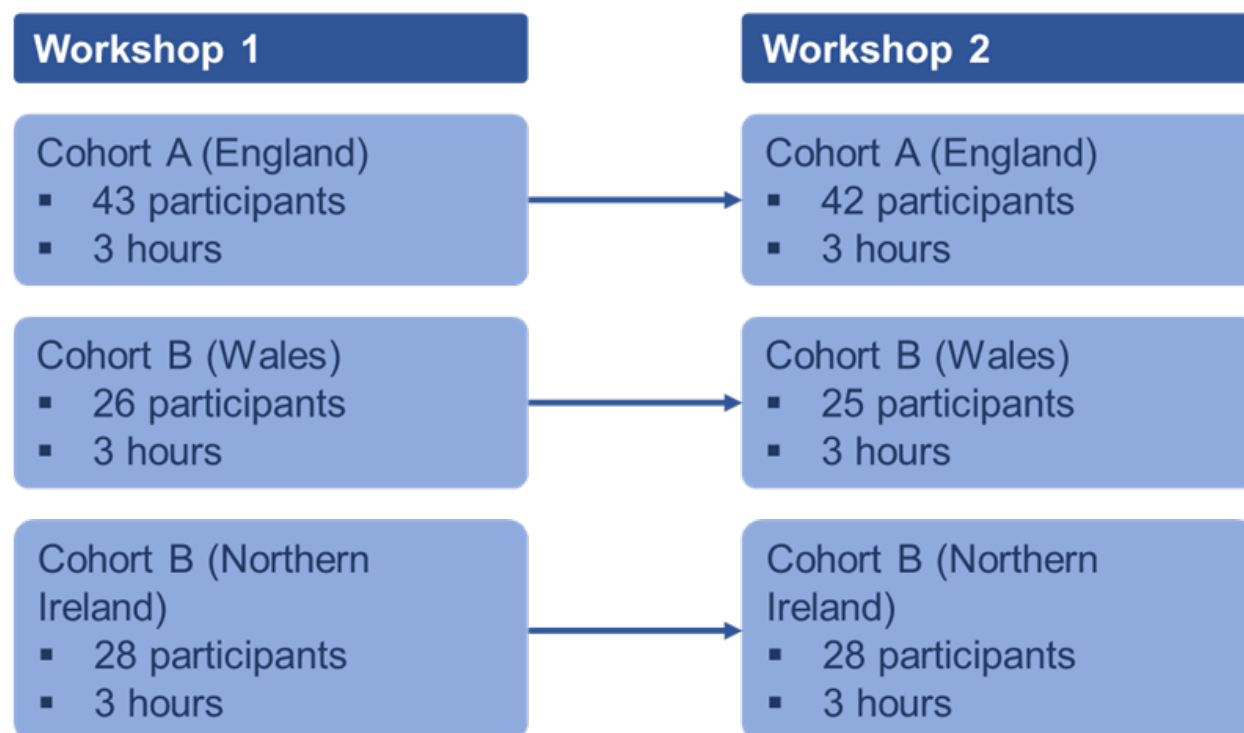 Workshop 1
Workshop 2
Cohort A (England)
▪ 43 participants
▪ 3 hours
Cohort A (England)
▪ 42 participants
▪ 3 hours
Cohort B (Wales)
▪ 26 participants
▪ 3 hours
Cohort B (Wales)
▪ 25 participants
▪ 3 hours
Cohort B (Northern
Ireland)
▪ 28 participants
▪ 3 hours
Cohort B (Northern
Ireland)
▪ 28 participants
▪ 3 hours